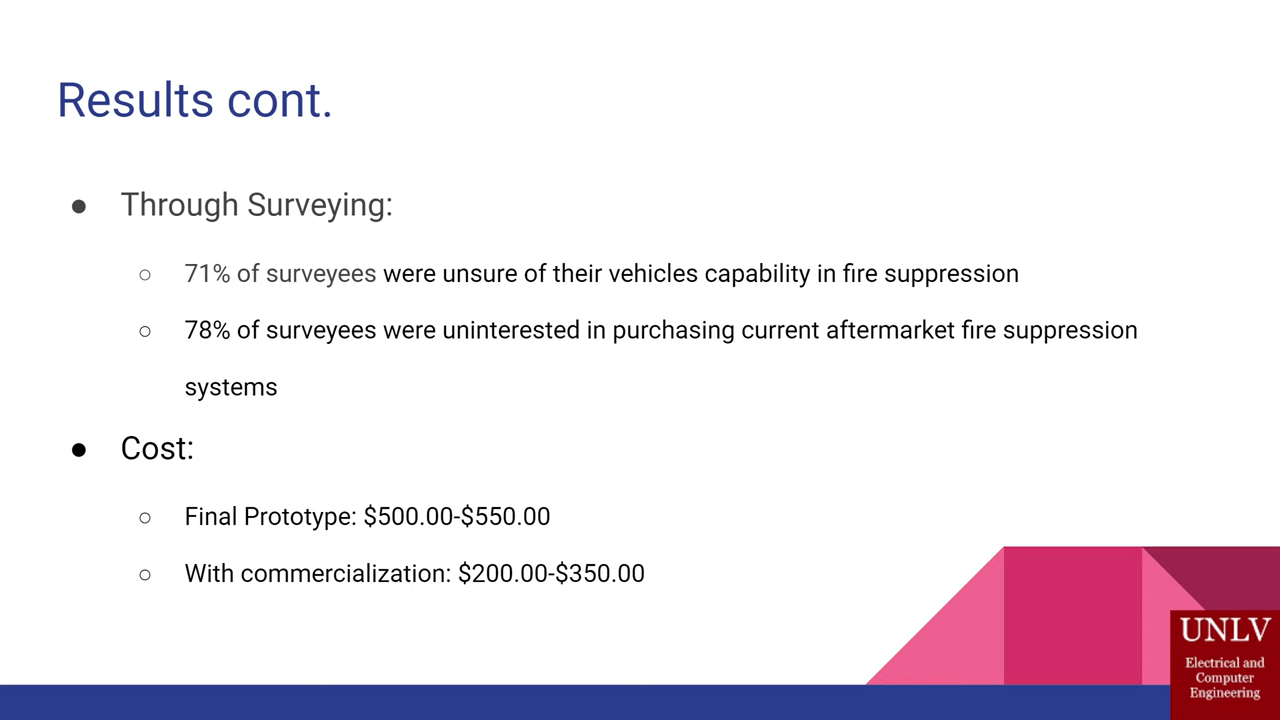 Results cont.
● Through Surveying:
○ 71% of surveyees were unsure of their vehicles capability in fire suppression
○ 78% of surveyees were uninterested in purchasing current aftermarket fire suppression
systems
● Cost:
○ Final Prototype: $500.00-$550.00
○ With commercialization: $200.00-$350.00
UNLV
Electrical and
Computer
Engineering